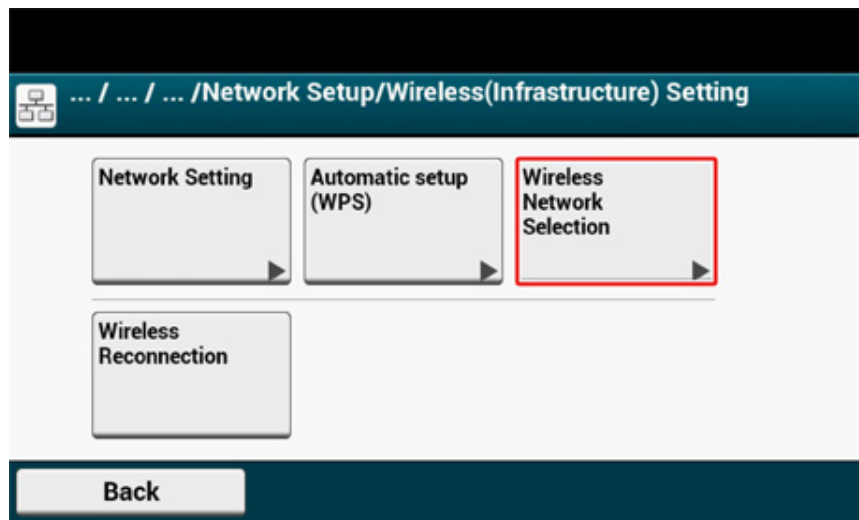 ... / ... / ... /Network Setup/Wireless(Infrastructure) Setting
Network Setting
Automatic setup
(WPS)
Wireless
Network
Selection
Wireless
Reconnection
Back